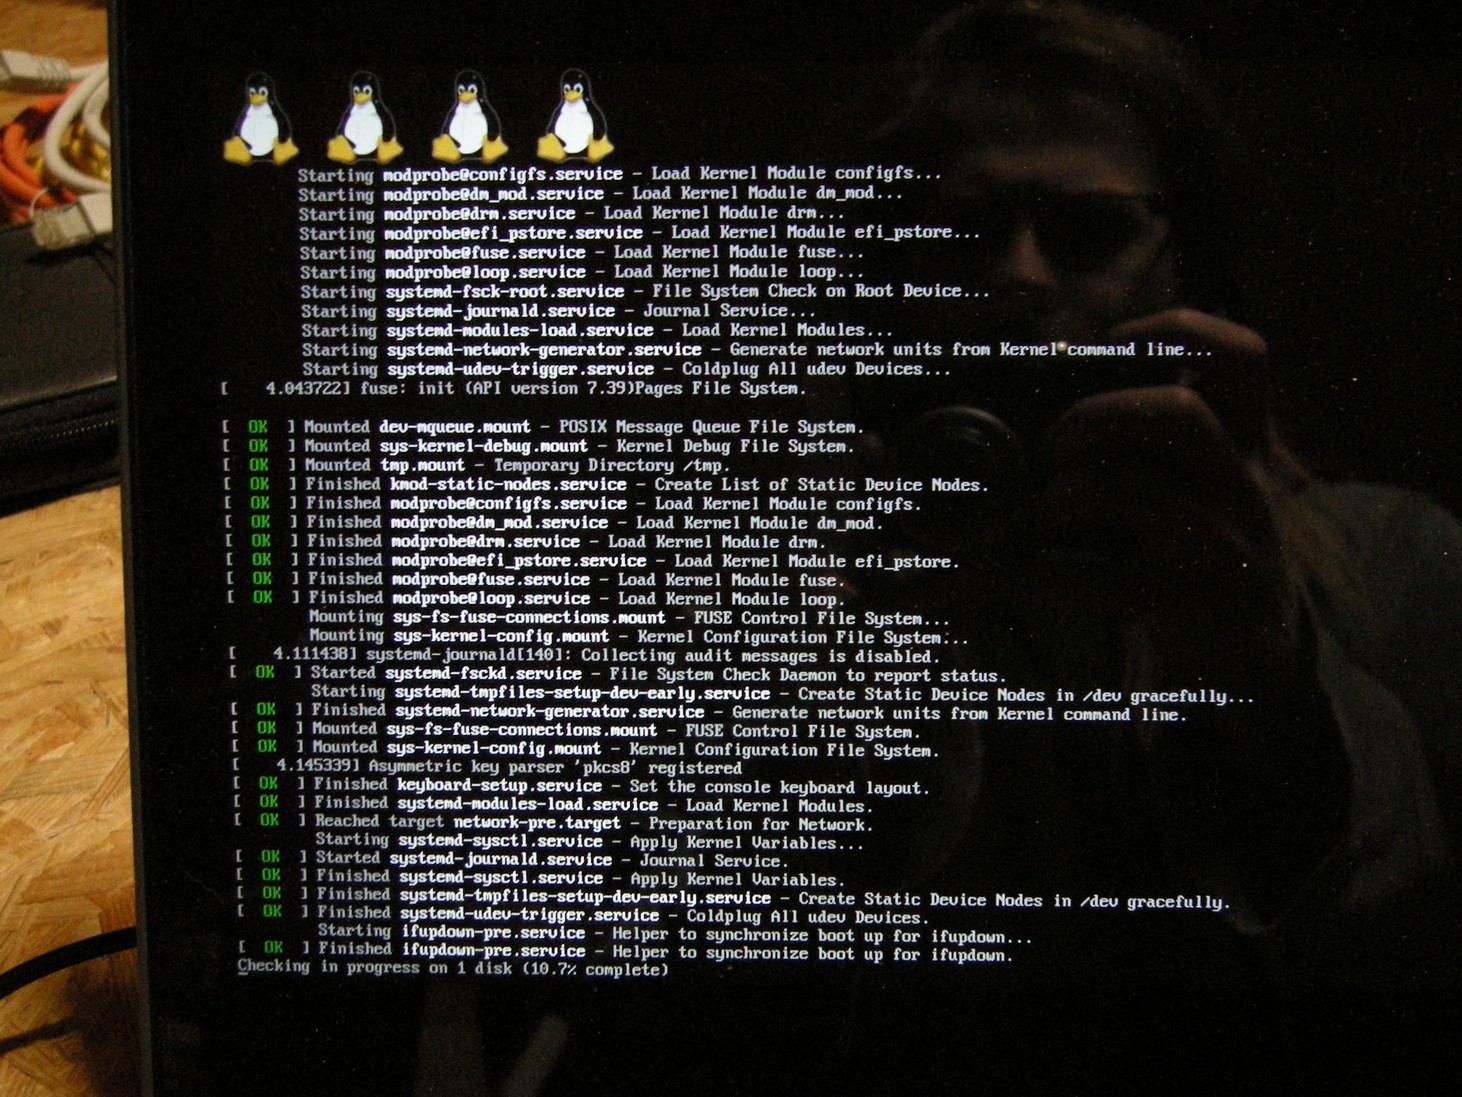 Starting modprobe@configfs.service - Load Kernel Module configfs...
Starting modprobe@dm_mod.service - Load Kernel Module dm_mod...
Starting modprobe@drm.service - Load Kernel Module drm...
Starting modprobe@efi_pstore.service - Load Kernel Module efi_pstore...
Starting modprobe@fuse.service - Load Kernel Module fuse...
Starting modprobe@loop.service - Load Kernel Module loop...
Starting systemd-fsck-root.service - File System Check on Root Device...
Starting systemd-journald.service - Journal Service...
Starting systemd-modules-load.service - Load Kernel Modules...
Starting systemd-network-generator.service - Generate network units from Kernel command line...
Starting systemd-udev-trigger.service - Coldplug All udev Devices...
[    4.043722] fuse: init (API version 7.39)Pages File System.
[  OK  ] Mounted dev-mqueue.mount - POSIX Message Queue File System.
[  OK  ] Mounted sys-kernel-debug.mount - Kernel Debug File System.
[  OK  ] Mounted tmp.mount - Temporary Directory /tmp.
[  OK  ] Finished kmod-static-nodes.service - Create List of Static Device Nodes.
[  OK  ] Finished modprobe@configfs.service - Load Kernel Module configfs.
[  OK  ] Finished modprobe@dm_mod.service - Load Kernel Module dm_mod.
[  OK  ] Finished modprobe@drm.service - Load Kernel Module drm.
[  OK  ] Finished modprobe@efi_pstore.service - Load Kernel Module efi_pstore.
[  OK  ] Finished modprobe@fuse.service - Load Kernel Module fuse.
[  OK  ] Finished modprobe@loop.service - Load Kernel Module loop.
Mounting sys-fs-fuse-connections.mount - FUSE Control File System...
Mounting sys-kernel-config.mount - Kernel Configuration File System...
[    4.111438] systemd-journald[140]: Collecting audit messages is disabled.
[  OK  ] Started systemd-fsckd.service - File System Check Daemon to report status.
Starting systemd-tmpfiles-setup-dev-early.service - Create Static Device Nodes in /dev gracefully...
[  OK  ] Finished systemd-network-generator.service - Generate network units from Kernel command line.
[  OK  ] Mounted sys-fs-fuse-connections.mount - FUSE Control File System.
[  OK  ] Mounted sys-kernel-config.mount - Kernel Configuration File System.
[    4.145339] Asymmetric key parser 'pkcs8' registered
[  OK  ] Finished keyboard-setup.service - Set the console keyboard layout.
[  OK  ] Finished systemd-modules-load.service - Load Kernel Modules.
[  OK  ] Reached target network-pre.target - Preparation for Network.
Starting systemd-sysctl.service - Apply Kernel Variables...
[  OK  ] Started systemd-journald.service - Journal Service.
[  OK  ] Finished systemd-sysctl.service - Apply Kernel Variables.
[  OK  ] Finished systemd-tmpfiles-setup-dev-early.service - Create Static Device Nodes in /dev gracefully.
[  OK  ] Finished systemd-udev-trigger.service - Coldplug All udev Devices.
Starting ifupdown-pre.service - Helper to synchronize boot up for ifupdown...
[  OK  ] Finished ifupdown-pre.service - Helper to synchronize boot up for ifupdown.
Checking in progress on 1 disk (10.7% complete)